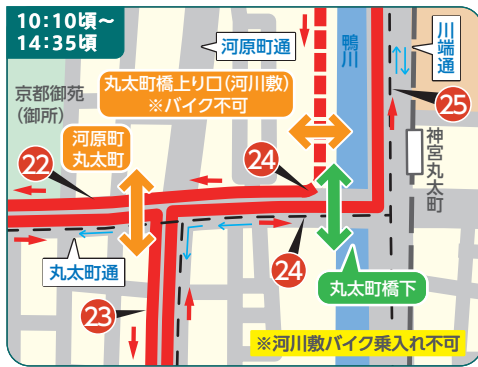 10:10頃〜
14:35頃
河原町通
鴨川
川端通
京都御苑
(御所)
丸太町橋上り口(河川敷)
※バイク不可
25
河原町
丸太町
神宮丸太町
22
24
丸太町通
24
丸太町橋下
23
※河川敷バイク乗入れ不可